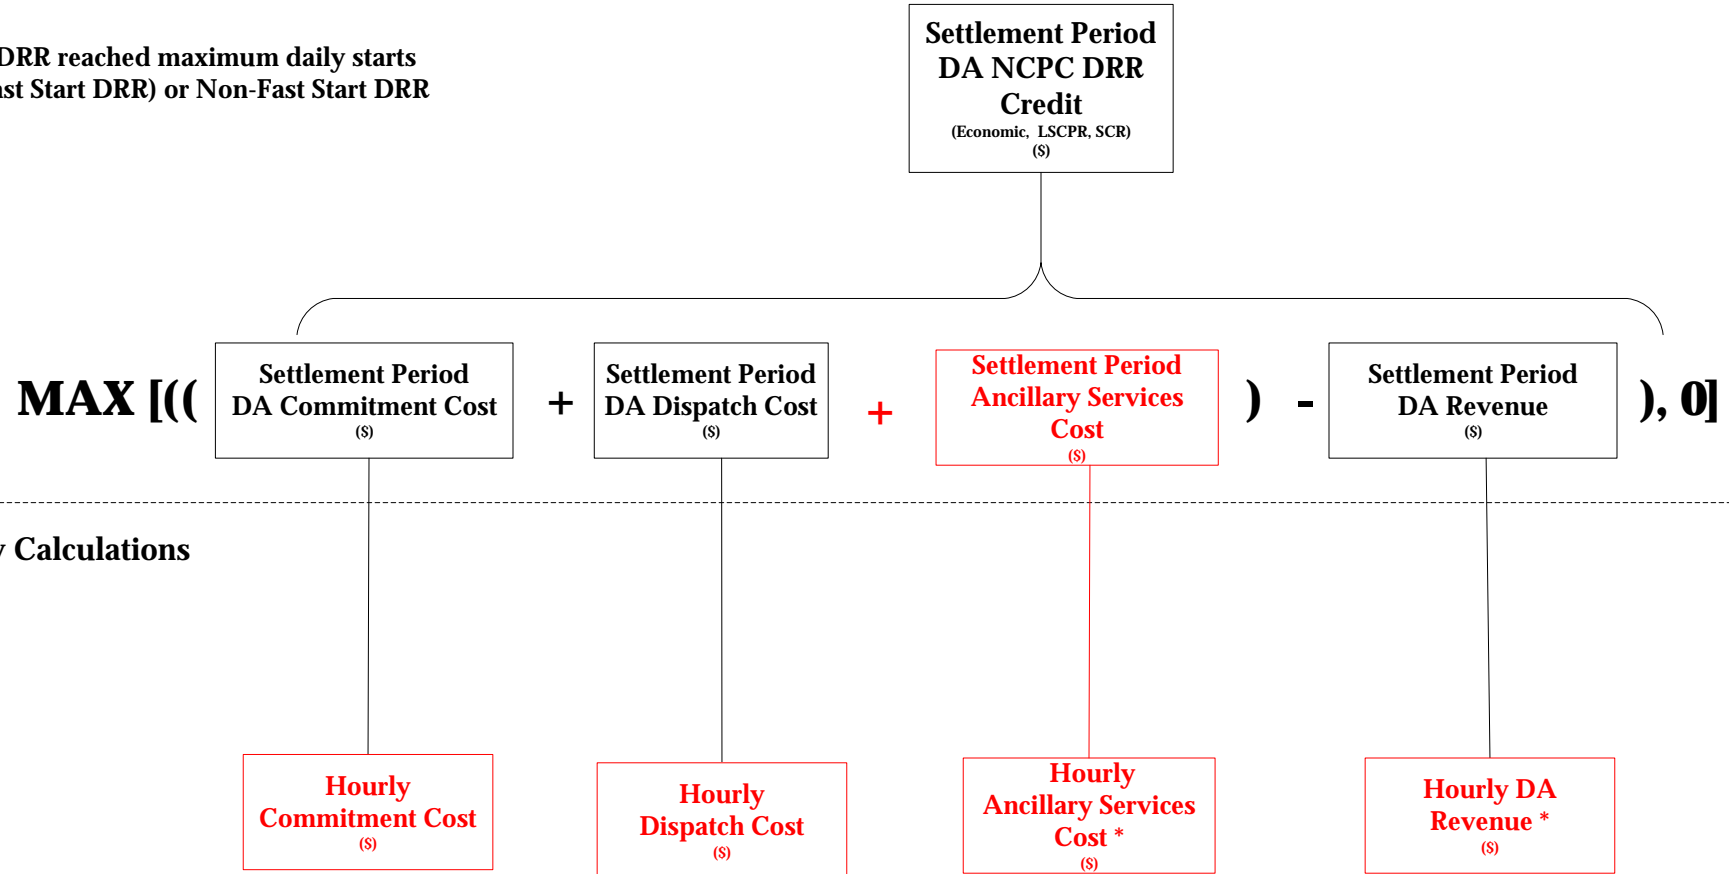 DRR reached maximum daily starts
Start DRR) or Non-Fast Start DRR
Settlement Period
DA NCPC DRR
Credit
(Economic, LSCPR, SCR)
($)
MAX [((
Settlement Period
DA Commitment Cost
($)
+
Settlement Period
DA Dispatch Cost
($)
+
Settlement Period
Ancillary Services
Cost
($)
)
-
Settlement Period
DA Revenue
($)
), 0]
Calculations
Hourly
Commitment Cost
($)
Hourly
Dispatch Cost
($)
Hourly
Ancillary Services
Cost *
($)
Hourly DA
Revenue *
($)